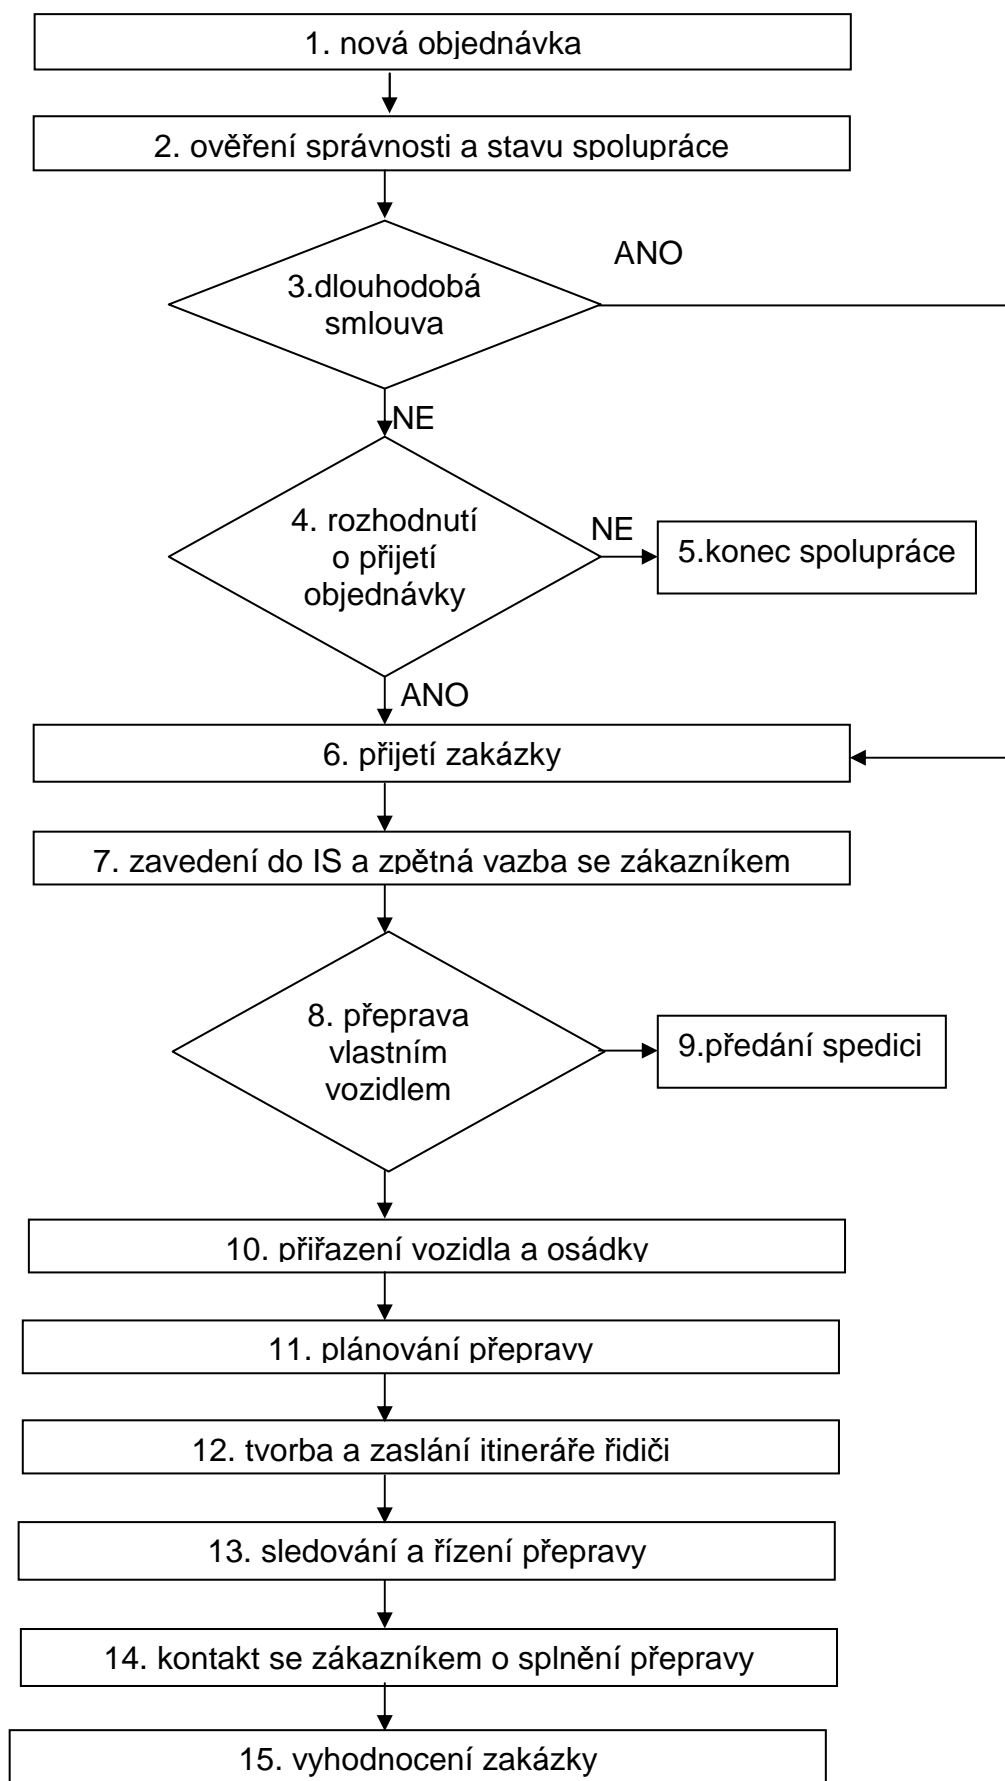 1. nová objednávka
2. ověření správnosti a stavu spolupráce
ANO
3.dlouhodobá
smlouva
NE
4. rozhodnutí
o přijetí
objednávky
NE
5.konec spolupráce
ANO
6. přijetí zakázky
7. zavedení do IS a zpětná vazba se zákazníkem
8. přeprava
vlastním
vozidlem
9.předání spedici
10. přiřazení vozidla a osádky
11. plánování přepravy
12. tvorba a zaslání itineráře řidiči
13. sledování a řízení přepravy
14. kontakt se zákazníkem o splnění přepravy
15. vyhodnocení zakázky